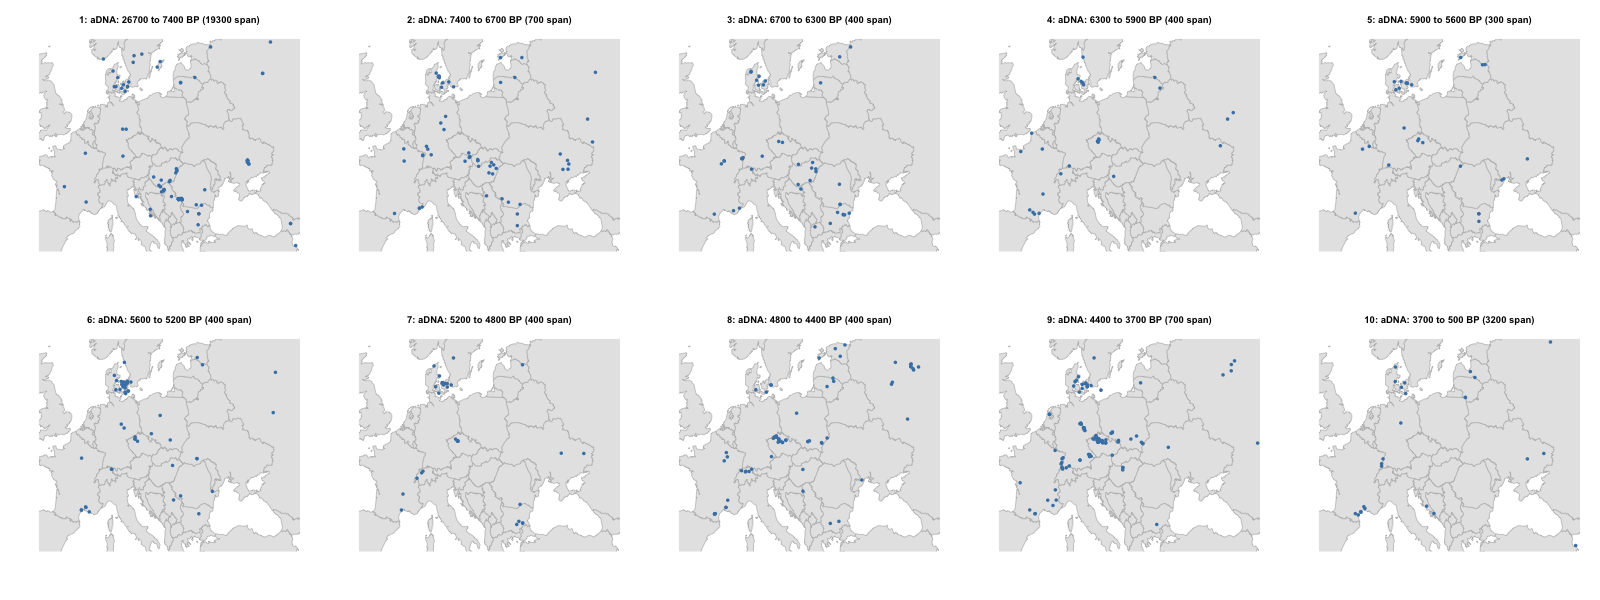 1: aDNA: 26700 to 7400 BP (19300 span)
2: aDNA: 7400 to 6700 BP (700 span)
3: aDNA: 6700 to 6300 BP (400 span)
4: aDNA: 6300 to 5900 BP (400 span)
5: aDNA: 5900 to 5600 BP (300 span)
6: aDNA: 5600 to 5200 BP (400 span)
7: aDNA: 5200 to 4800 BP (400 span)
8: aDNA: 4800 to 4400 BP (400 span)
9: aDNA: 4400 to 3700 BP (700 span)
10: aDNA: 3700 to 500 BP (3200 span)